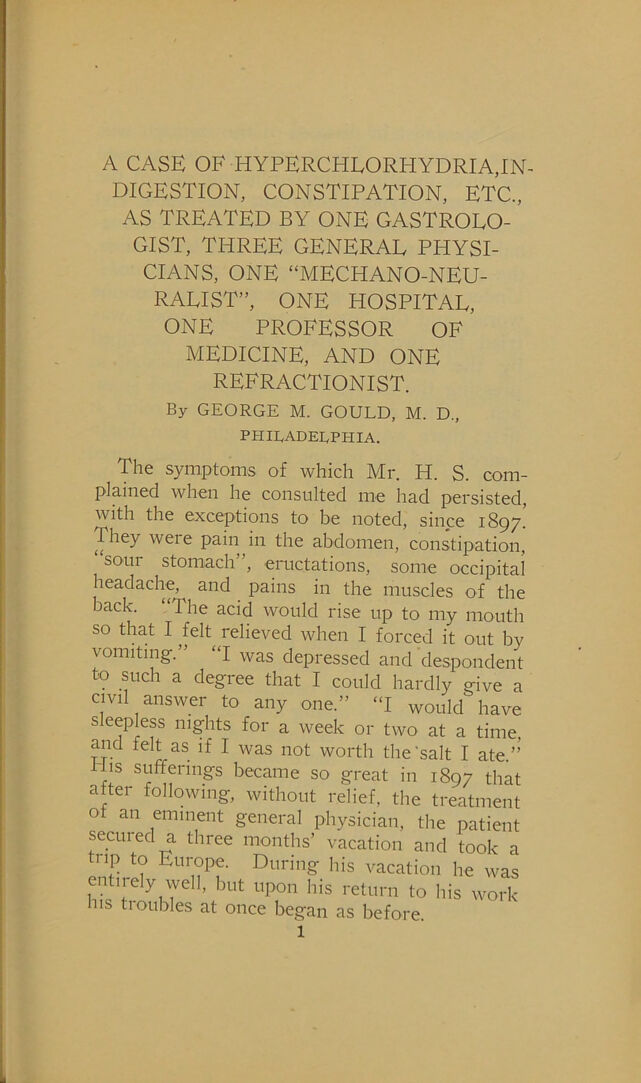 A CASE OF HYPERCHLORHYDRIA,IN-
DIGESTION, CONSTIPATION, ETC.,
AS TREATED BY ONE GASTROLO-
GIST, THREE GENERAL PHYSI-
CIANS, ONE “MECHANO-NEU-
RALIST”, ONE HOSPITAL,
ONE PROFESSOR OF
MEDICINE, AND ONE
REFRACTIONIST.
By GEORGE M. GOULD, M. D.,
PHILADELPHIA.
The symptoms of which Mr. H. S. com-
plained when he consulted me had persisted,
with the exceptions to be noted, since 1897.
They were pain in the abdomen, constipation,
“sour stomach”, eructations, some occipital
headache, and pains in the muscles of the
back. “The acid would rise up to my mouth
so that I felt relieved when I forced it out by
vomiting.” “I was depressed and despondent
to such a degree that I could hardly give a
civil answer to any one.” “I would have
sleepless nights for a week or two at a time,
and felt as if I was not worth the salt I ate.”
His sufferings became so great in 1897 that
after following, without relief, the treatment
of an eminent general physician, the patient
secured a three months’ vacation and took a
trip to Europe. During his vacation he was
entirely well, but upon his return to his work
his troubles at once began as before.
1